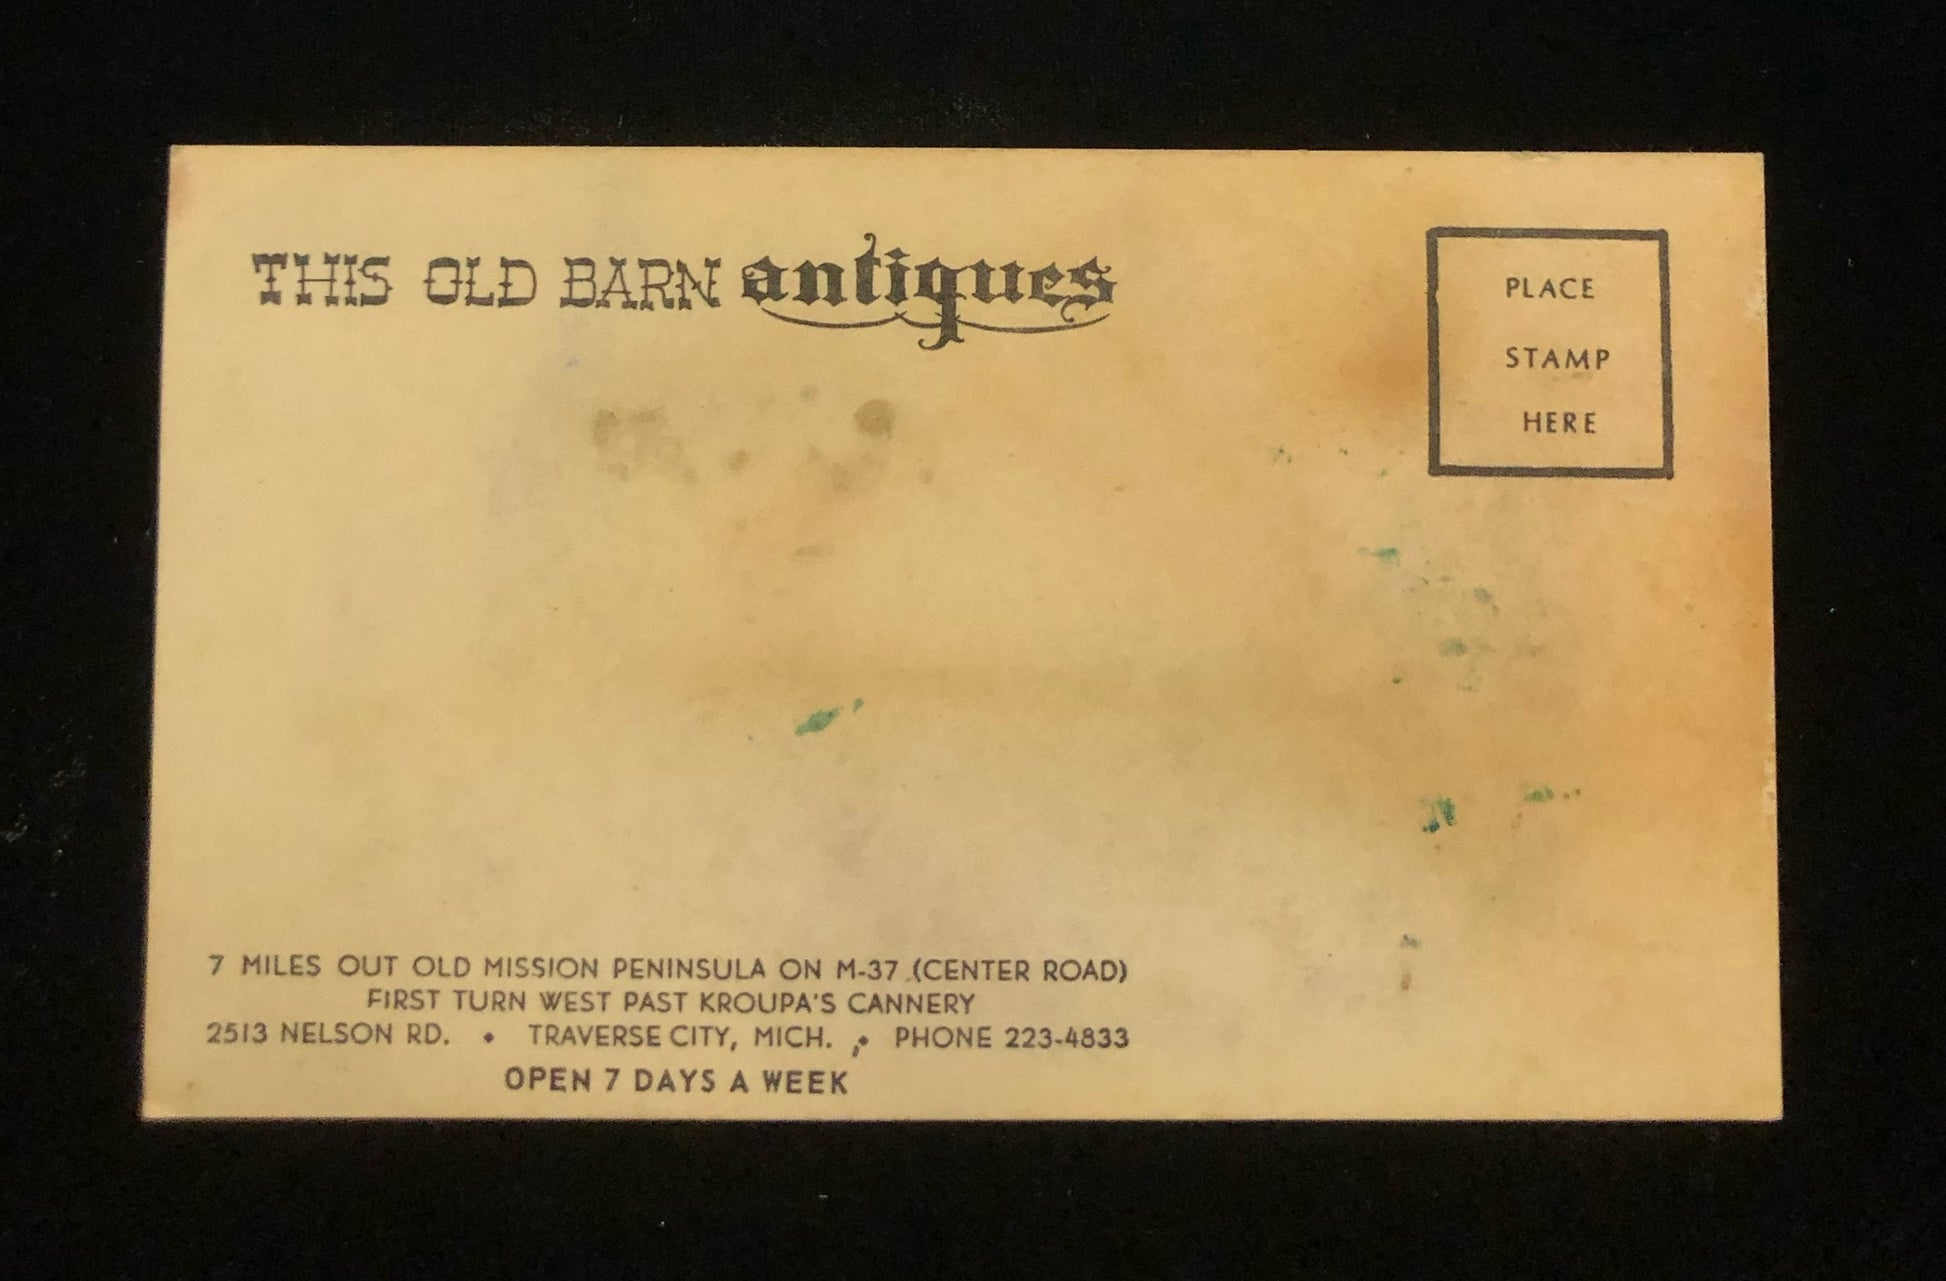 THIS OLD BARN antiques
PLACE
STAMP
HERE
7 MILES OUT OLD MISSION PENINSULA ON M-37 (CENTER ROAD)
FIRST TURN WEST PAST KROUPA'S CANNERY
2513 NELSON RD. • TRAVERSE CITY, MICH. • PHONE 223-4833
OPEN 7 DAYS A WEEK